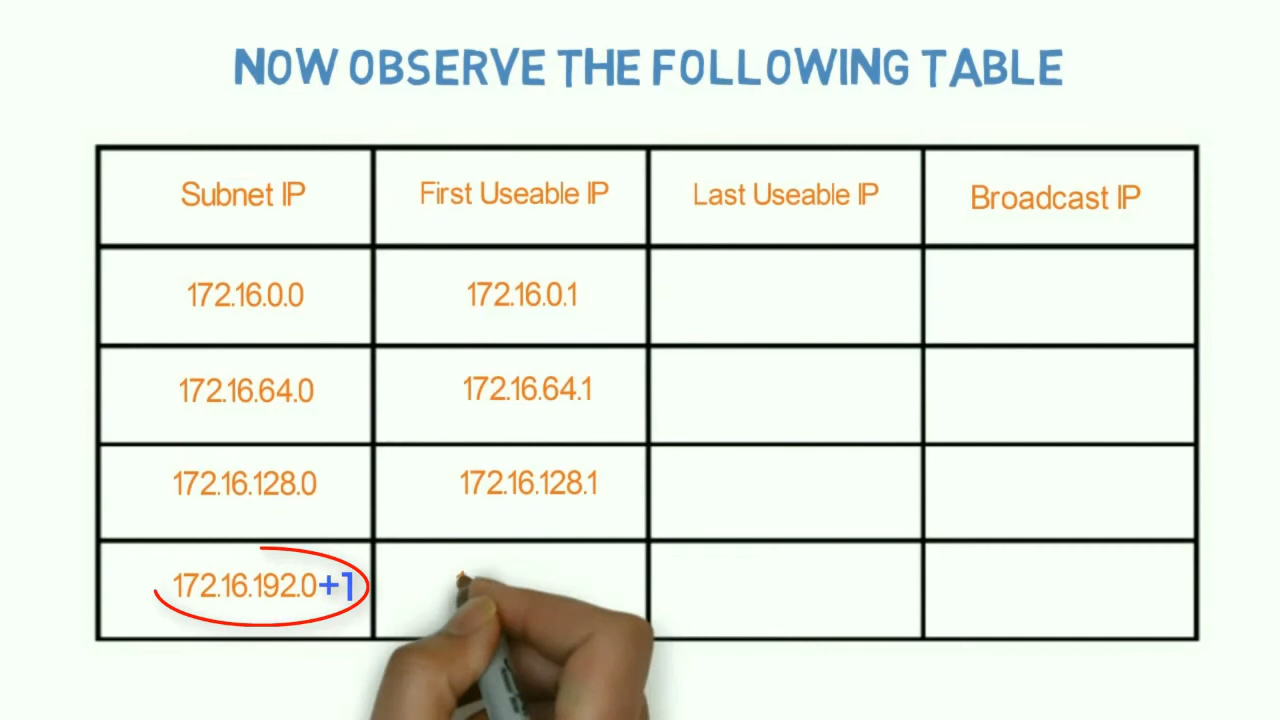 NOW OBSERVE THE FOLLOWING TABLE
Subnet IP First Useable IP Last Useable IP Broadcast IP
172.16.0.0 172.16.0.1
172.16.64.0 172.16.64.1
172.16.128.0 172.16.128.1
172.16.192.0+1